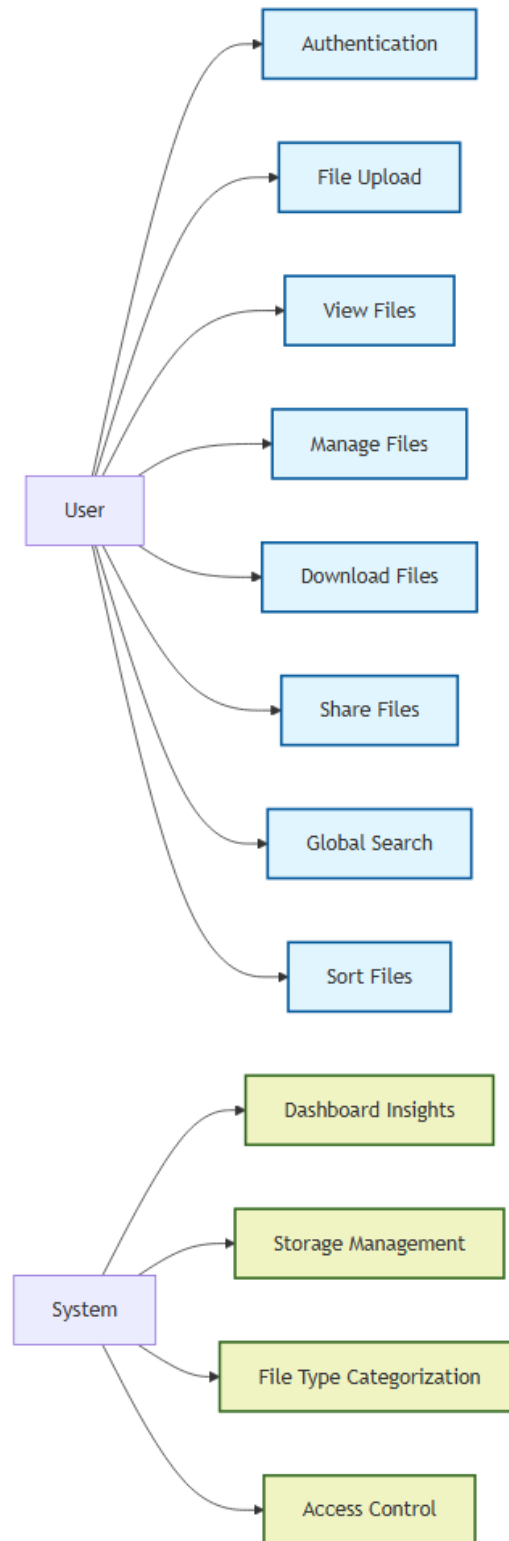 Authentication
File Upload
View Files
Manage Files
User
Download Files
Share Files
Global Search
Sort Files
Dashboard Insights
Storage Management
System
File Type Categorization
Access Control